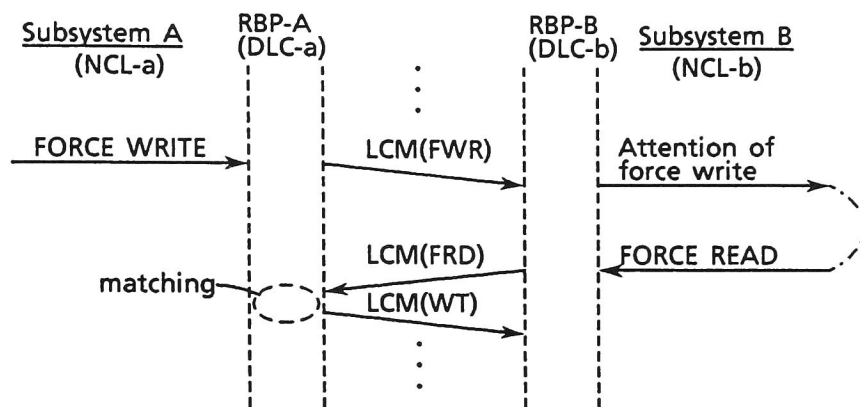 Subsystem A
(NCL-a)
RBP-A
(DLC-a)
RBP-B
(DLC-b)
Subsystem B
(NCL-b)
FORCE WRITE
LCM(FWR)
Attention of
force write
LCM(FRD)
FORCE READ
matching
LCM(WT)